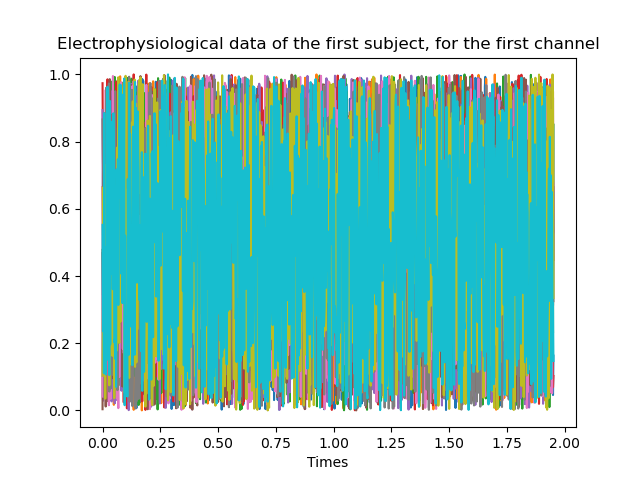 Electrophysiological data of the first subject, for the first channel
1.0
0.8
0.6
0.4
0.2
0.0
0.00 0.25 0.50 0.75 1.00 1.25 1.50 1.75 2.00
Times